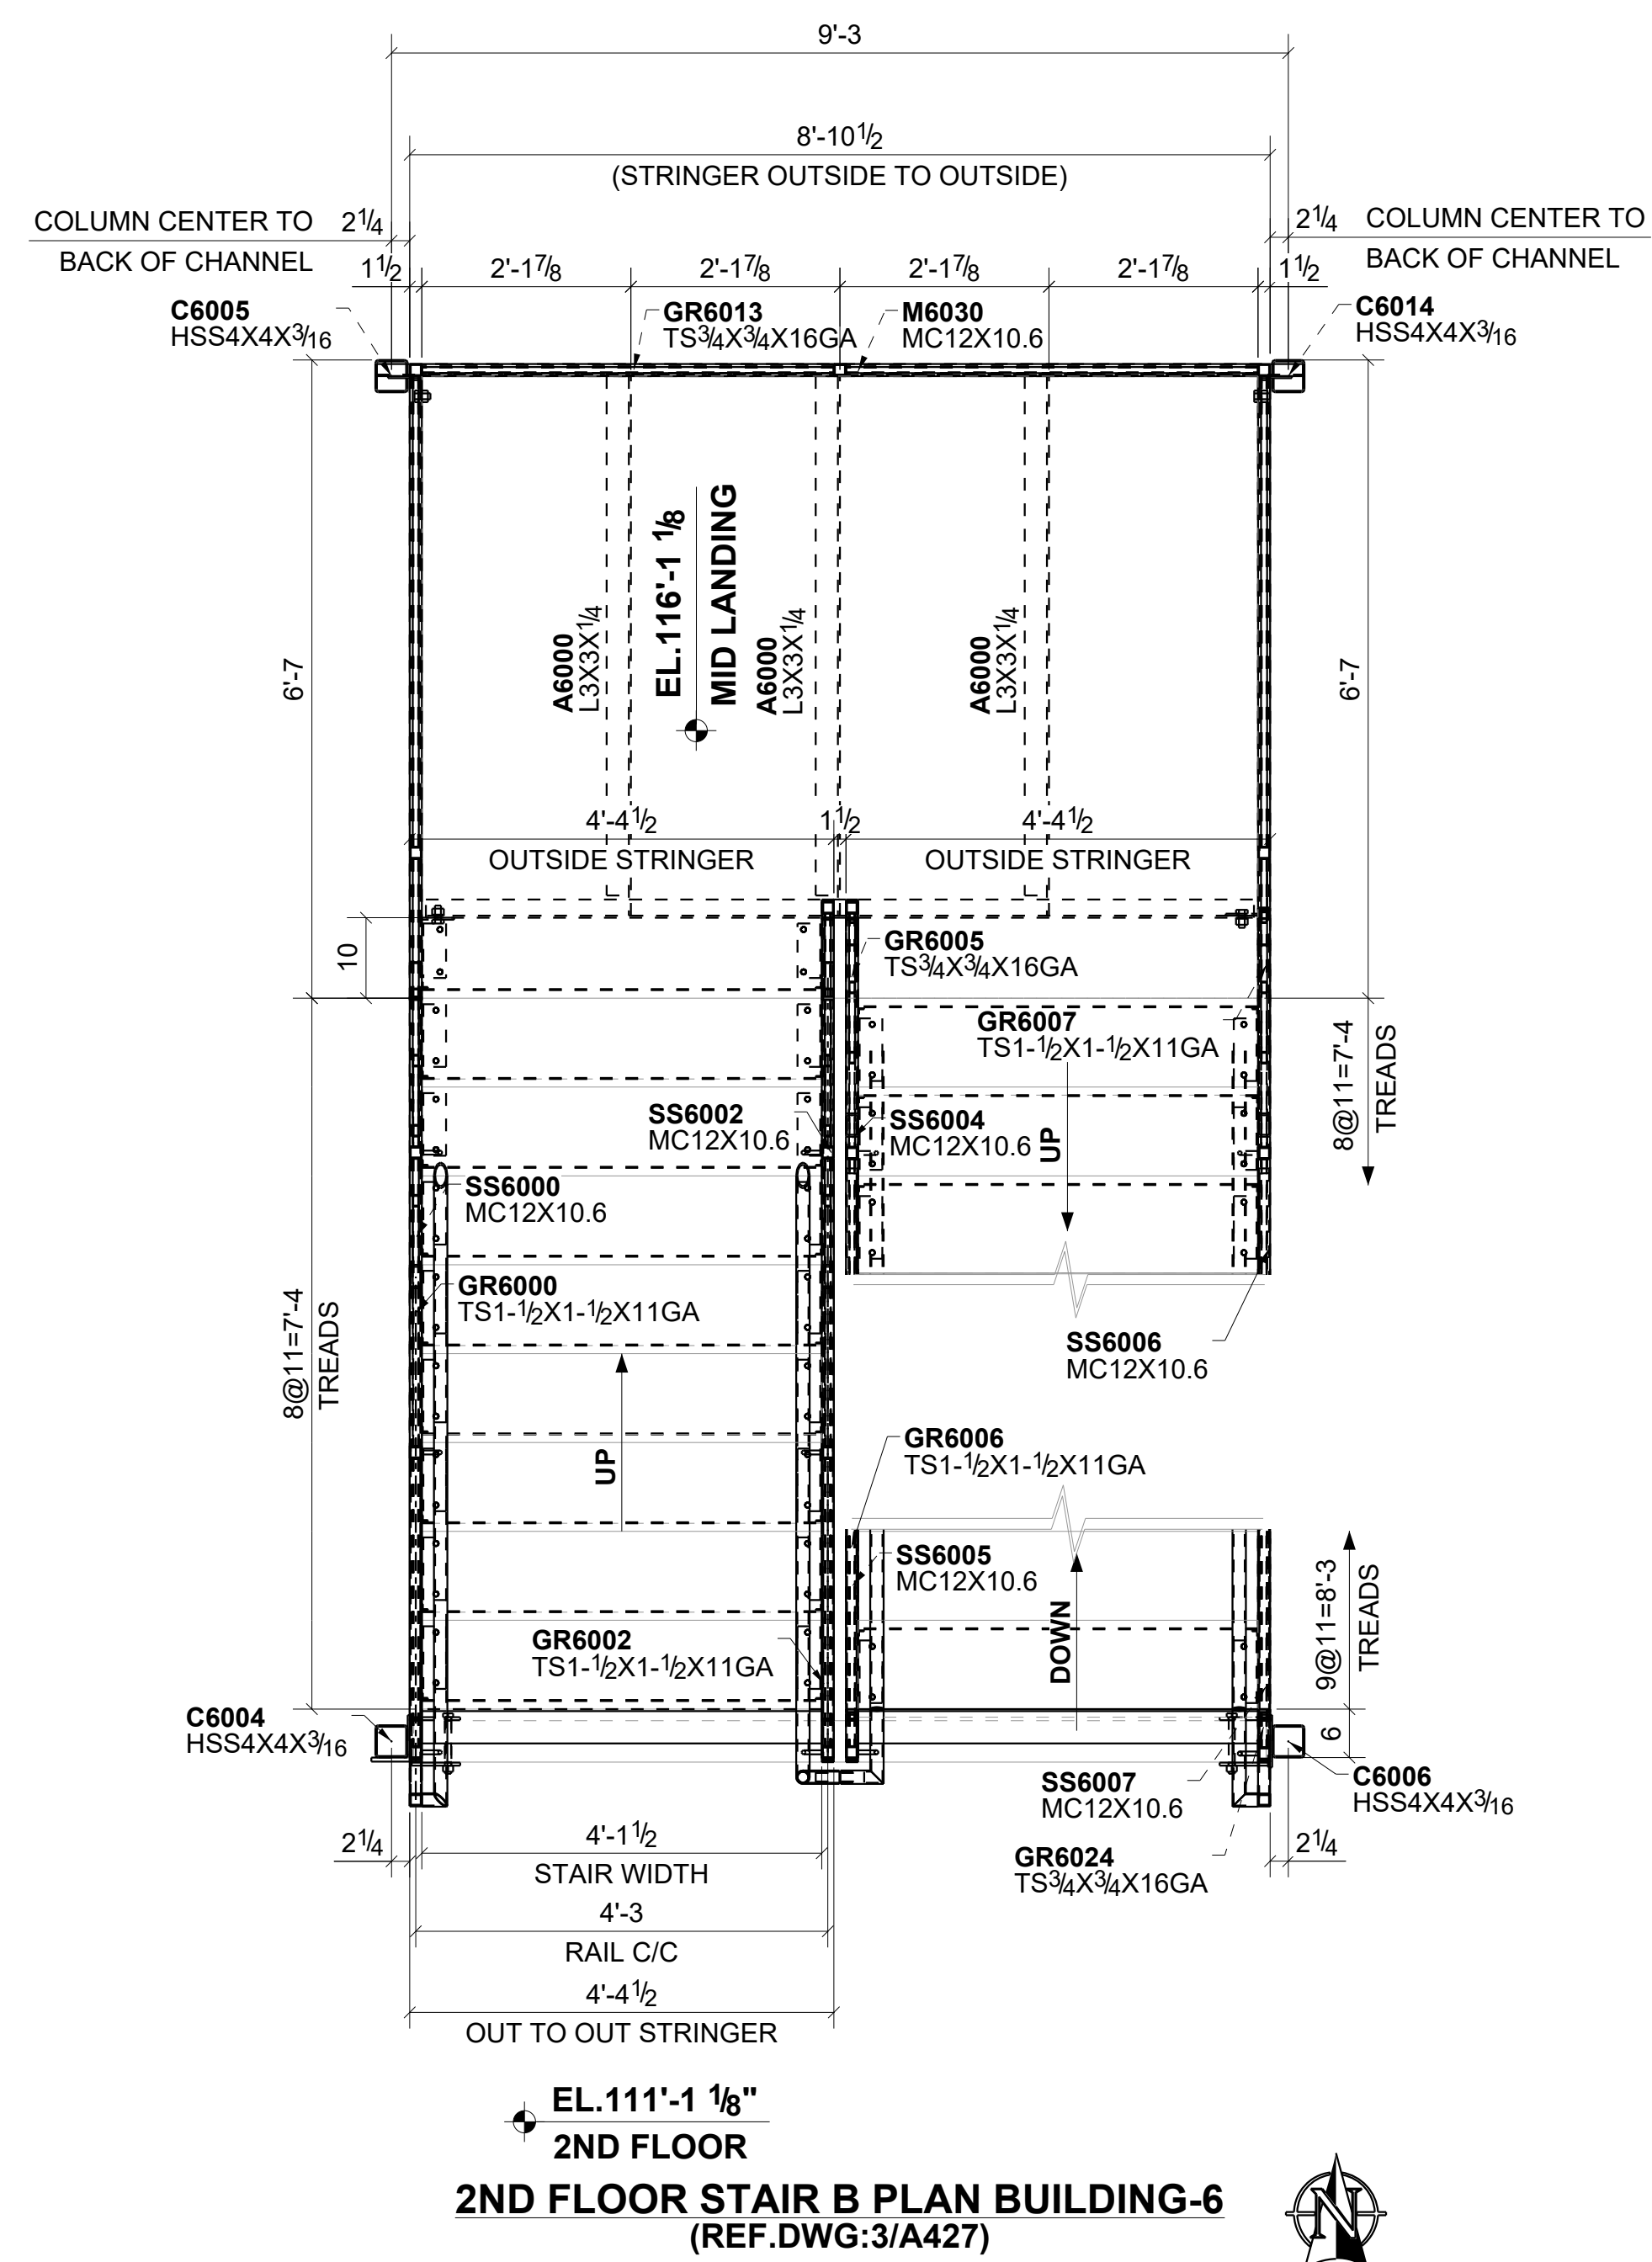 9'-3
8'-10 1/2
(STRINGER OUTSIDE TO OUTSIDE)
COLUMN CENTER TO
BACK OF CHANNEL
2 1/4
2 1/4
COLUMN CENTER TO
BACK OF CHANNEL
1 1/2
2'-1 7/8
2'-1 7/8
2'-1 7/8
2'-1 7/8
1 1/2
C6005
HSS4X4X3/16
GR6013
TS3/4X3/4X16GA
M6030
MC12X10.6
C6014
HSS4X4X3/16
6'-7
A6000
L3X3X1/4
EL.116'-1 1/8
MID LANDING
A6000
L3X3X1/4
A6000
L3X3X1/4
6'-7
4'-4 1/2
OUTSIDE STRINGER
1 1/2
4'-4 1/2
OUTSIDE STRINGER
10
GR6005
TS3/4X3/4X16GA
GR6007
TS1-1/2X1-1/2X11GA
8@11=7'-4
TREADS
SS6002
MC12X10.6
SS6004
MC12X10.6
UP
SS6000
MC12X10.6
GR6000
TS1-1/2X1-1/2X11GA
8@11=7'-4
TREADS
SS6006
MC12X10.6
UP
GR6006
TS1-1/2X1-1/2X11GA
SS6005
MC12X10.6
DOWN
9@11=8'-3
TREADS
GR6002
TS1-1/2X1-1/2X11GA
C6004
HSS4X4X3/16
6
SS6007
MC12X10.6
C6006
HSS4X4X3/16
GR6024
TS3/4X3/4X16GA
2 1/4
4'-1 1/2
STAIR WIDTH
2 1/4
4'-3
RAIL C/C
4'-4 1/2
OUT TO OUT STRINGER
EL.111'-1 1/8"
2ND FLOOR
2ND FLOOR STAIR B PLAN BUILDING-6
(REF.DWG:3/A427)
N